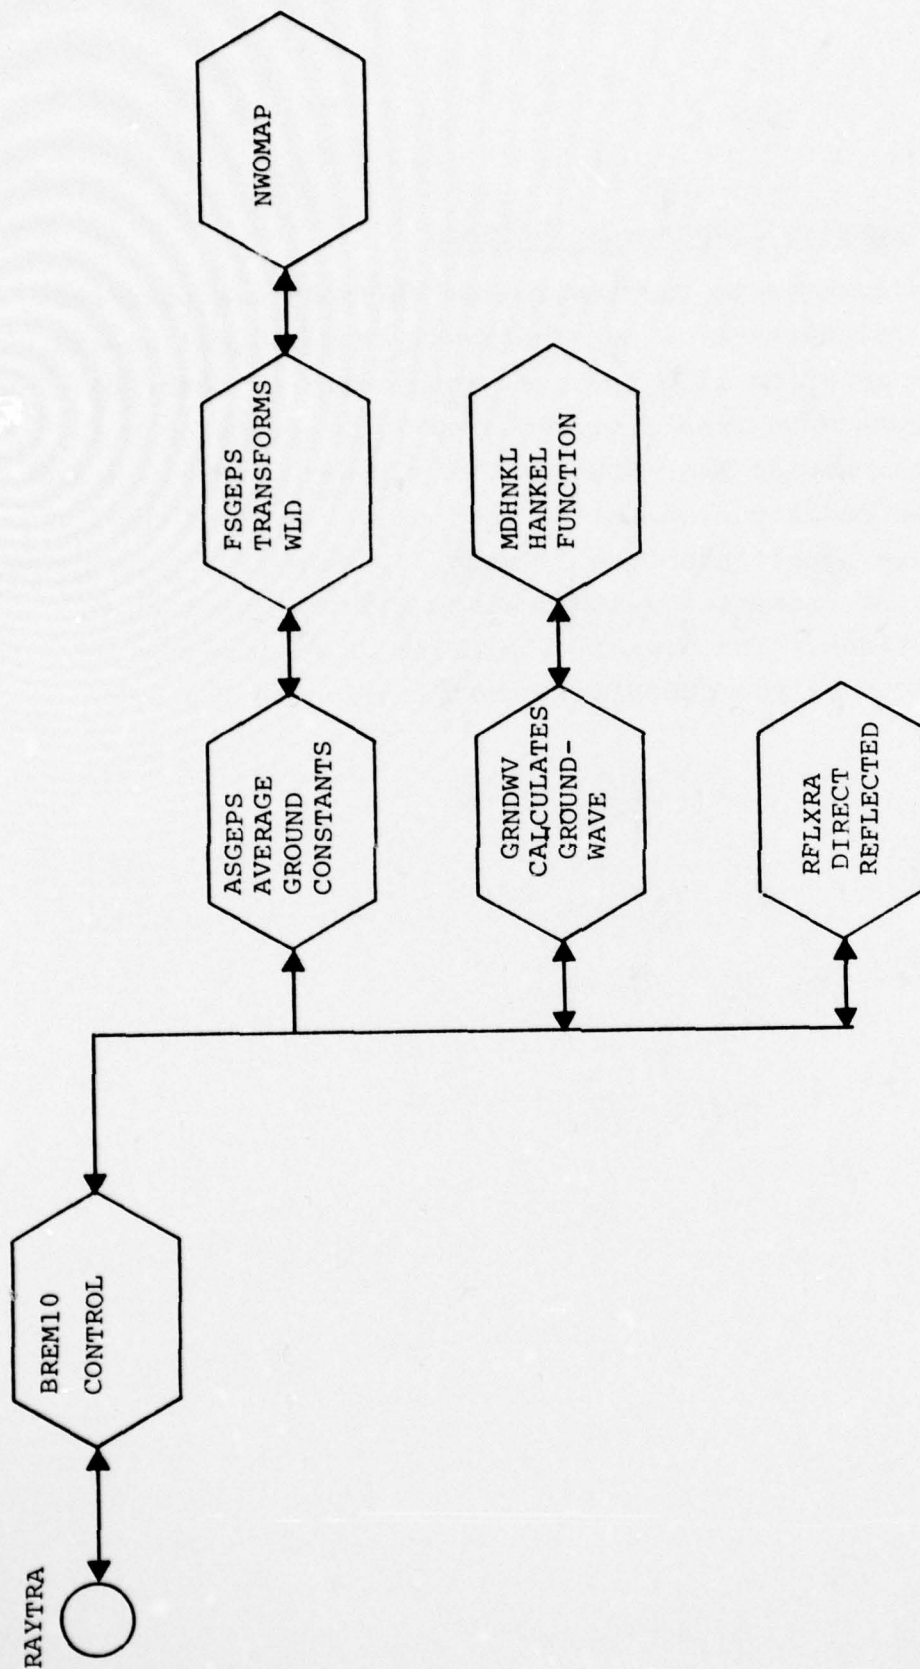 RAYTRA
BREM10
CONTROL
ASGEPS
AVERAGE
GROUND
CONSTANTS
FSGEPS
TRANSFORMS
WLD
NWOMAP
GRNDWV
CALCULATES
GROUND-
WAVE
MDHNKL
HANKEL
FUNCTION
RFLXRA
DIRECT
REFLECTED